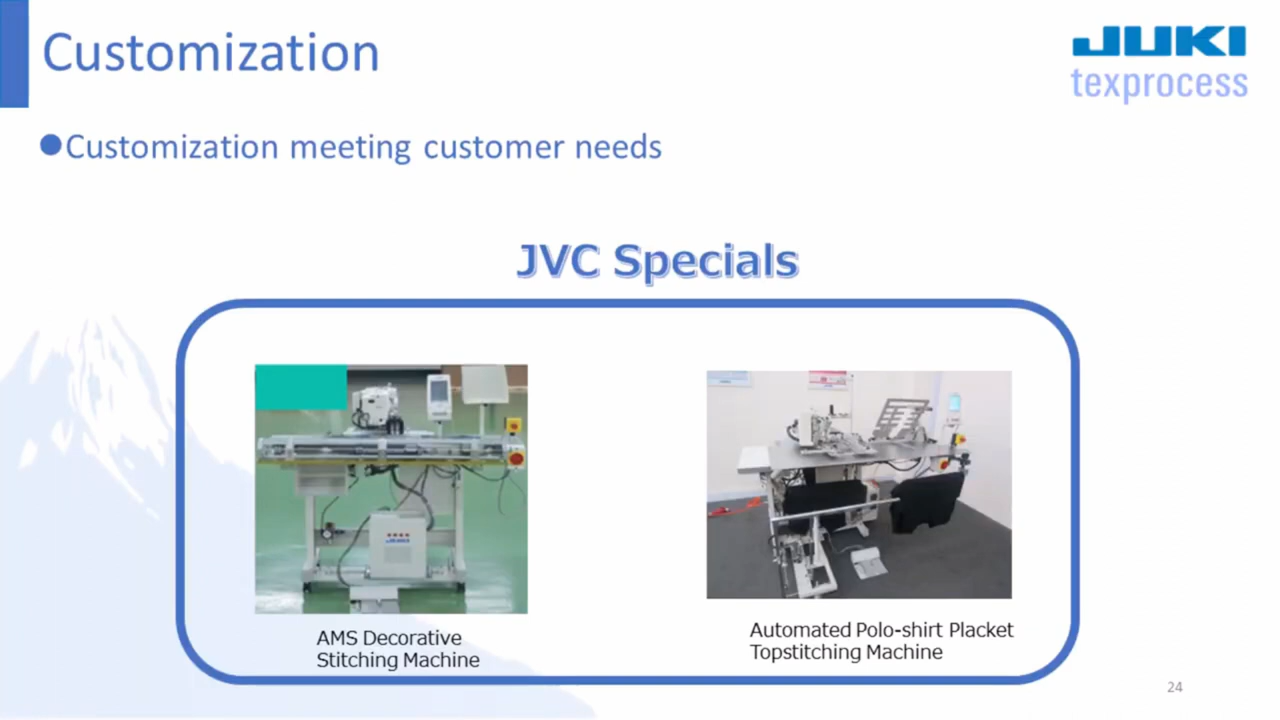 Customization
JUKI
texprocess
●Customization meeting customer needs
JVC Specials
JUKI
AMS Decorative
Stitching Machine
Automated Polo-shirt Placket
Topstitching Machine
24